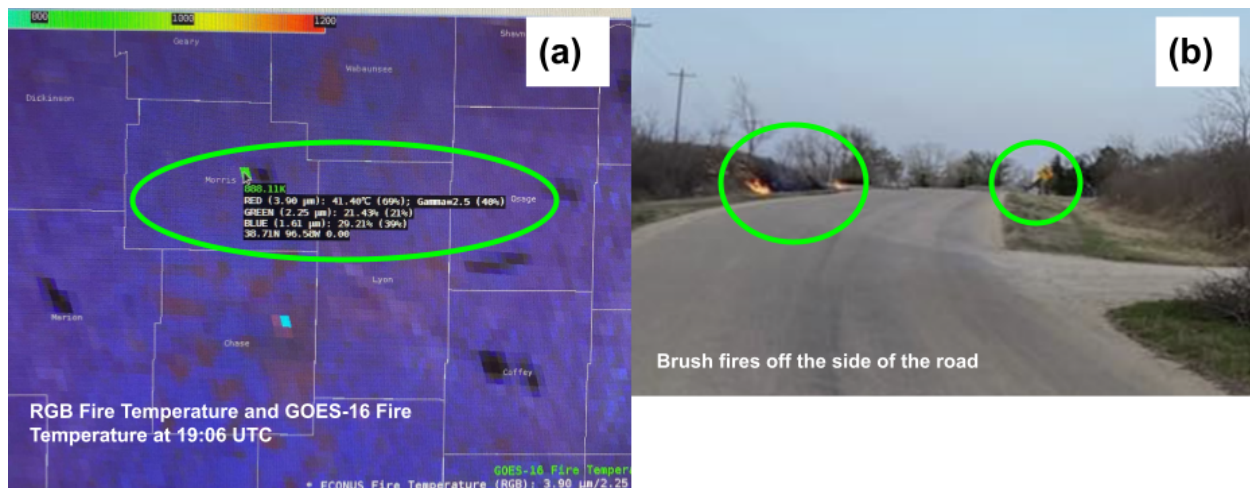 800 1000 1200
(a)
Geary
Shawn
Wabaunsee
Dickinson
Morris
888.11K
RED (3.90 µm): 41.40°C (69%); Gamma=2.5 (40%)
Osage
GREEN (2.25 µm): 21.43% (21%)
BLUE (1.61 µm): 29.21% (39%)
38.71N 96.58W 0.00
Lyon
Marion
Chase
Coffey
RGB Fire Temperature and GOES-16 Fire
Temperature at 19:06 UTC
GOES-16 Fire Temper
* ECONUS Fire Temperature (RGB): 3.90 µm/2.25
(b)
Brush fires off the side of the road